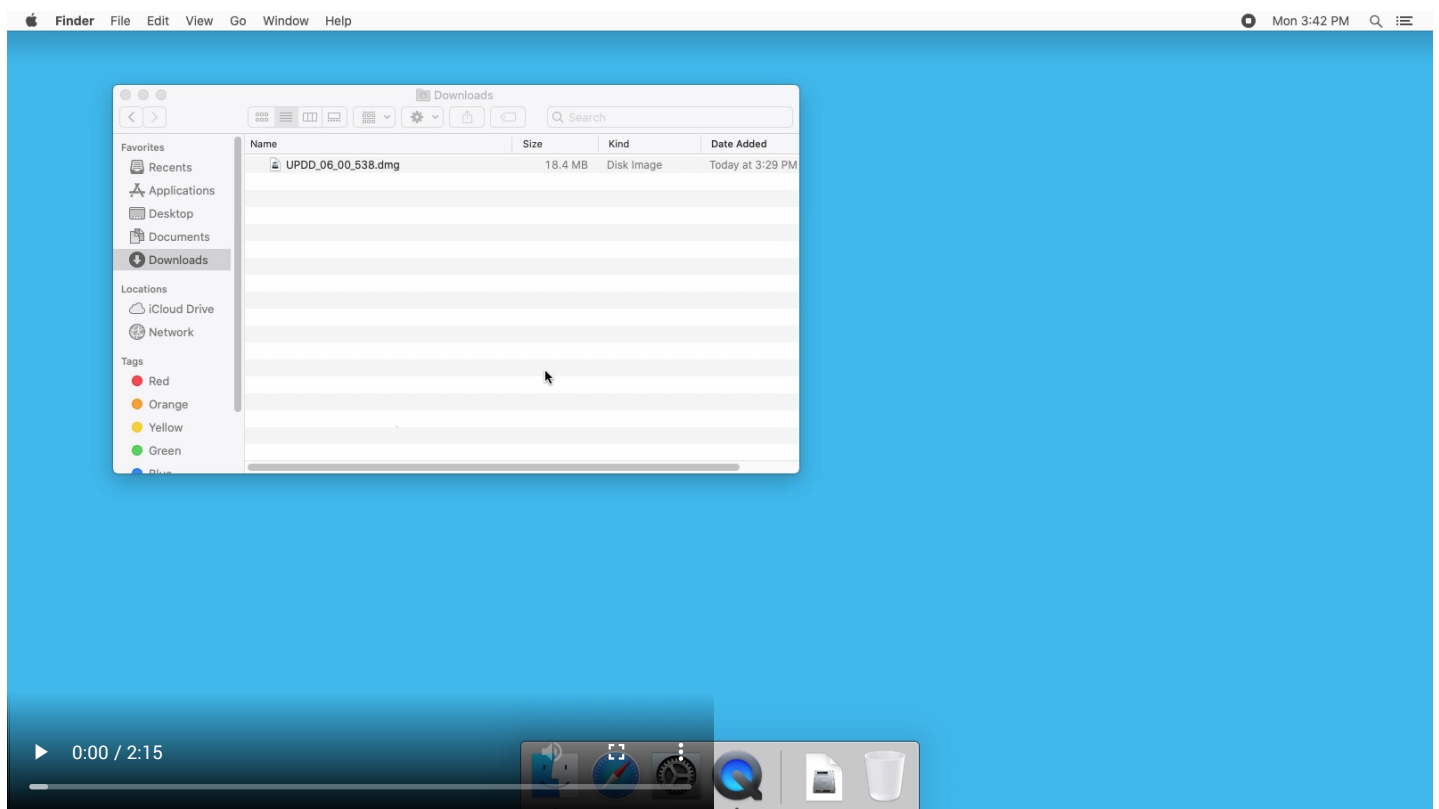 Finder File Edit View Go Window Help Mon 3:42 PM
Downloads
Search
Favorites
Recents
Applications
Desktop
Documents
Downloads
Locations
iCloud Drive
Network
Tags
Red
Orange
Yellow
Green
Blue
Name Size Kind Date Added
UPDD_06_00_538.dmg 18.4 MB Disk Image Today at 3:29 PM
0:00 / 2:15